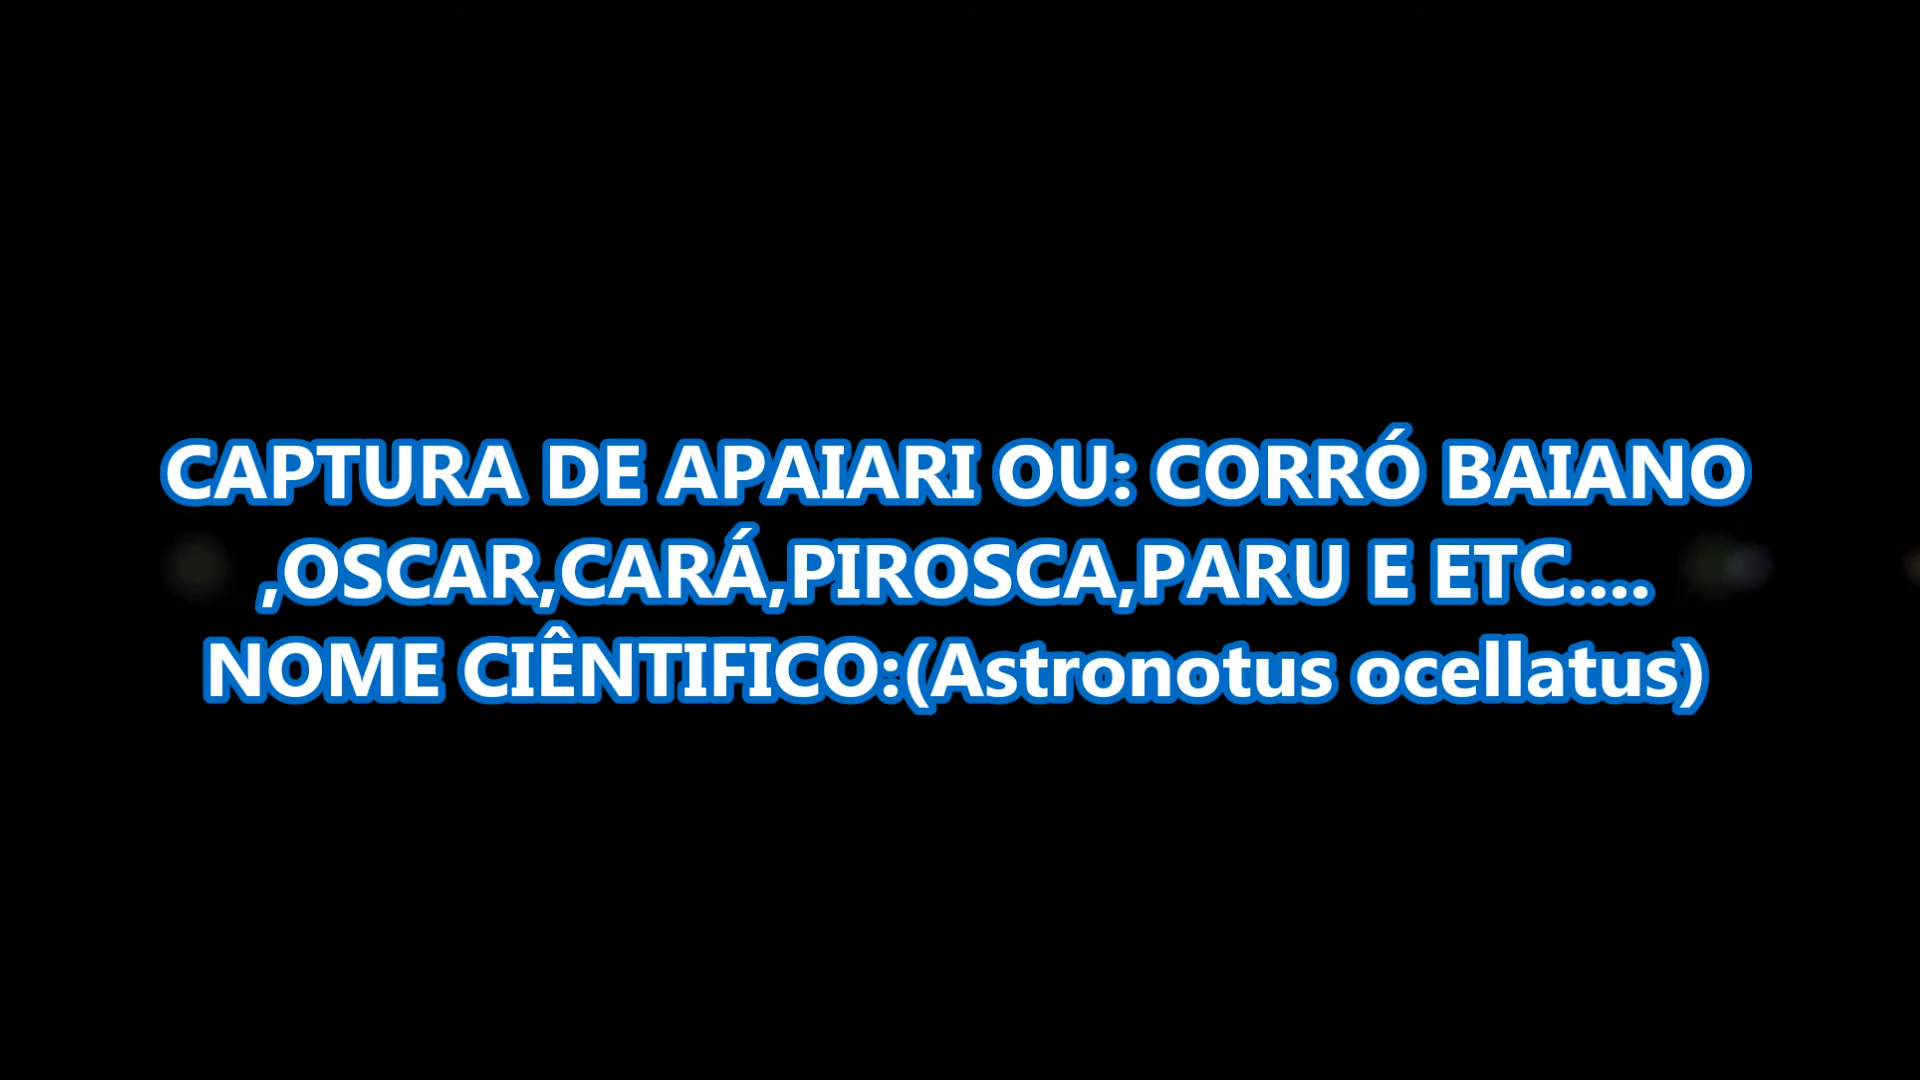 CAPTURA DE APAIARI OU: CORRÓ BAIANO
,OSCAR,CARÁ,PIROSCA,PARU E ETC....
NOME CIÊNTIFICO:(Astronotus ocellatus)